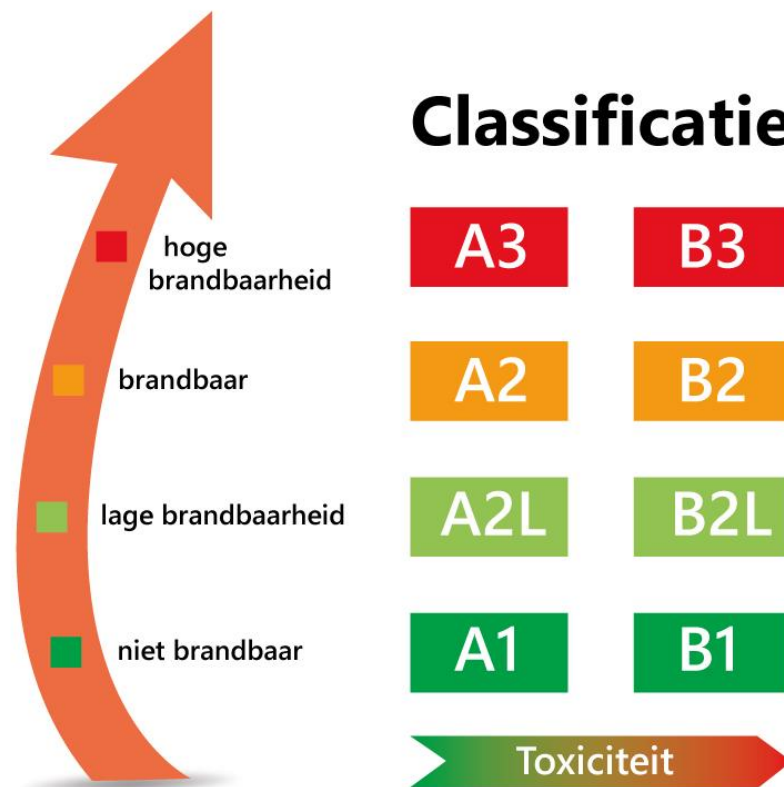 Classificatie
hoge
brandbaarheid
A3
B3
brandbaar
A2
B2
lage brandbaarheid
A2L
B2L
niet brandbaar
A1
B1
Toxiciteit